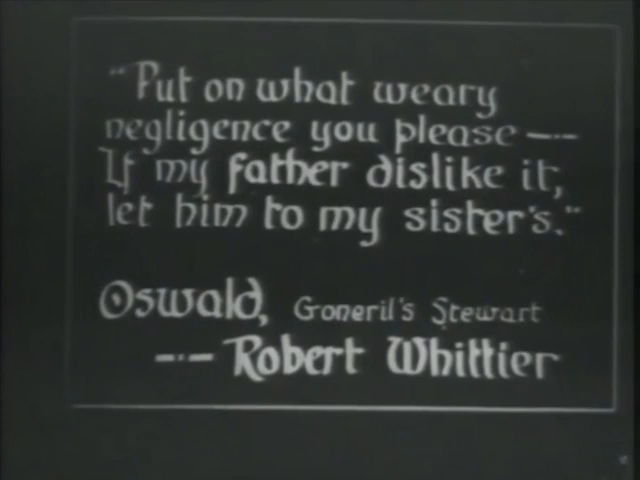 "Put on what weary
negligence you please —·—
If my father dislike it,
let him to my sister's."
Oswald, Goneril's Stewart
—·— Robert Whittier